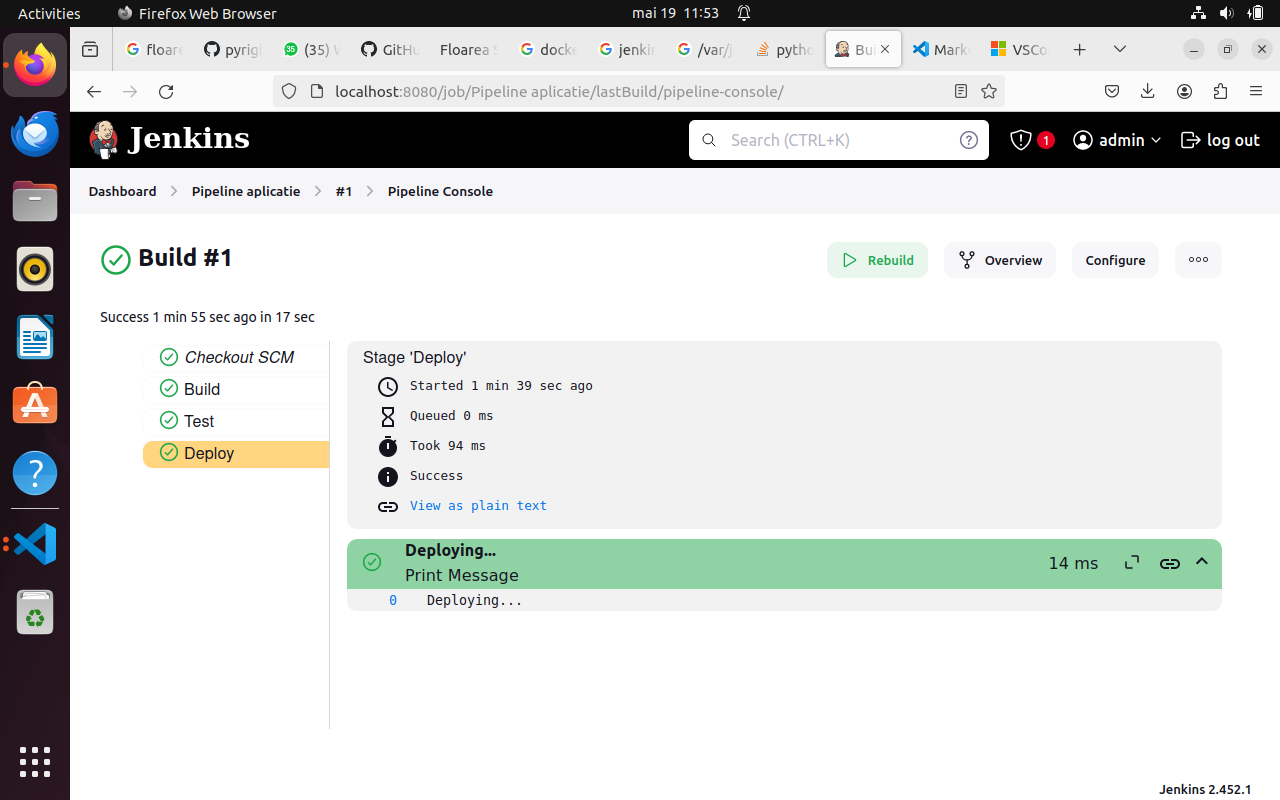 Activities
Firefox Web Browser
mai 19 11:53
floare
pyrigh
(35) W
GitHu
Floarea S
docke
jenkin
/var/j
pytho
Bui
Marke
VSCo
localhost:8080/job/Pipeline aplicatie/lastBuild/pipeline-console/
Jenkins
Search (CTRL+K)
1
admin
log out
Dashboard
Pipeline aplicatie
#1
Pipeline Console
Build #1
Rebuild
Overview
Configure
Success 1 min 55 sec ago in 17 sec
Checkout SCM
Build
Test
Deploy
Stage 'Deploy'
Started 1 min 39 sec ago
Queued 0 ms
Took 94 ms
Success
View as plain text
Deploying...
Print Message
14 ms
0 Deploying...
Jenkins 2.452.1